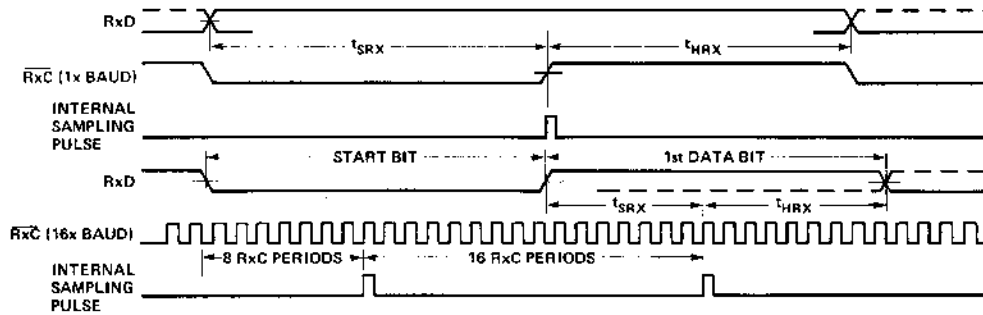 RxD
tSRX
tHRX
RxC (1x BAUD)
INTERNAL
SAMPLING
PULSE
START BIT
1st DATA BIT
RxD
tSRX
tHRX
RxC (16x BAUD)
8 RxC PERIODS
16 RxC PERIODS
INTERNAL
SAMPLING
PULSE